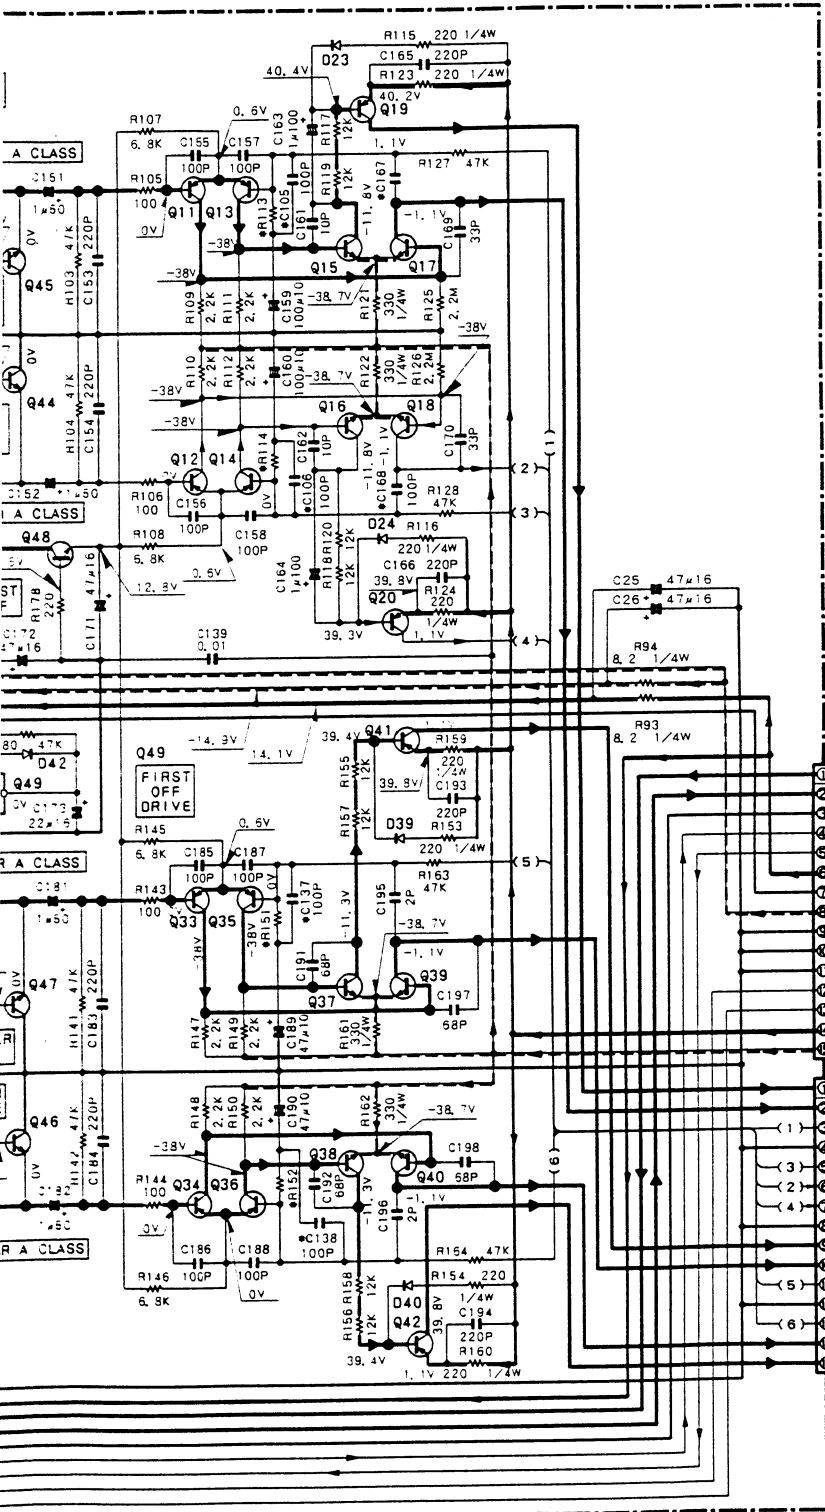 R115 220 1/4W
C165 220P
D23
R123 220 1/4W
40.4V
40.2V
Q19
R107
6.8K
0.6V
C163
1μ100
R117
12K
1.1V
R127 47K
A CLASS
C155
100P
C157
100P
C151
1μ50
R105
100
Q11
Q13
*R113
*C105
100P
R119
12K
C161
10P
*C167
100P
-11.8V
-1.1V
C169
33P
0V
0V
Q45
R103
47K
C153
220P
-38V
-38V
Q15
Q17
R109
2.2K
R111
2.2K
C159
100μ10
-38.7V
R121
330
1/4W
R125
2.2M
-38V
0V
Q44
R104
47K
C154
220P
R110
2.2K
R112
2.2K
C160
100μ10
-38.7V
R122
330
1/4W
R126
2.2M
-38V
-38V
Q16
Q18
C162
10P
-11.8V
-1.1V
C170
33P
(1)
Q12
Q14
*R114
*C106
100P
*C168
100P
(2)
C152
1μ50
R106
100
0V
0V
C156
100P
R128
47K
(3)
A CLASS
Q48
R108
6.8K
C158
100P
0.6V
R120
12K
R118
12K
D24
R116
220 1/4W
C166
220P
C164
1μ100
39.8V
R124
220
1/4W
Q20
39.3V
1.1V
(4)
R178
220
C171
47μ16
12.8V
C25 47μ16
C26 47μ16
C172
47μ16
C139
0.01
R94
8.2 1/4W
-14.9V
14.1V
R93
8.2 1/4W
39.4V
Q41
1.1V
R159
220
1/4W
80 47K
D42
Q49
0V
C173
22μ16
Q49
FIRST
OFF
DRIVE
R155
12K
39.8V
C193
220P
R157
12K
D39
R153
220 1/4W
R145
6.8K
0.6V
R A CLASS
C185
100P
C187
100P
0V
(5)
C181
1μ50
R143
100
R163
47K
Q33
Q35
*R151
*C137
100P
-11.3V
C195
2P
-38.7V
-38V
-38V
-1.1V
C191
68P
Q47
0V
R141
47K
C183
220P
Q37
Q39
C197
68P
R147
2.2K
R149
2.2K
C189
47μ10
R161
330
1/4W
Q46
0V
R142
47K
C184
220P
R148
2.2K
R150
2.2K
C190
47μ10
R162
330
1/4W
-38.7V
-38V
Q38
Q40
C198
68P
(6)
(1)
R144
100
Q34
Q36
*R152
C192
68P
-11.3V
-1.1V
C196
2P
(3)
(2)
(4)
C182
1μ50
0V
*C138
100P
R A CLASS
C186
100P
C188
100P
R164 47K
R146
6.8K
0V
R158
12K
R156
12K
D40
R154 220
1/4W
39.8V
C194
220P
(5)
Q42
39.4V
R160
1.1V 220 1/4W
(6)